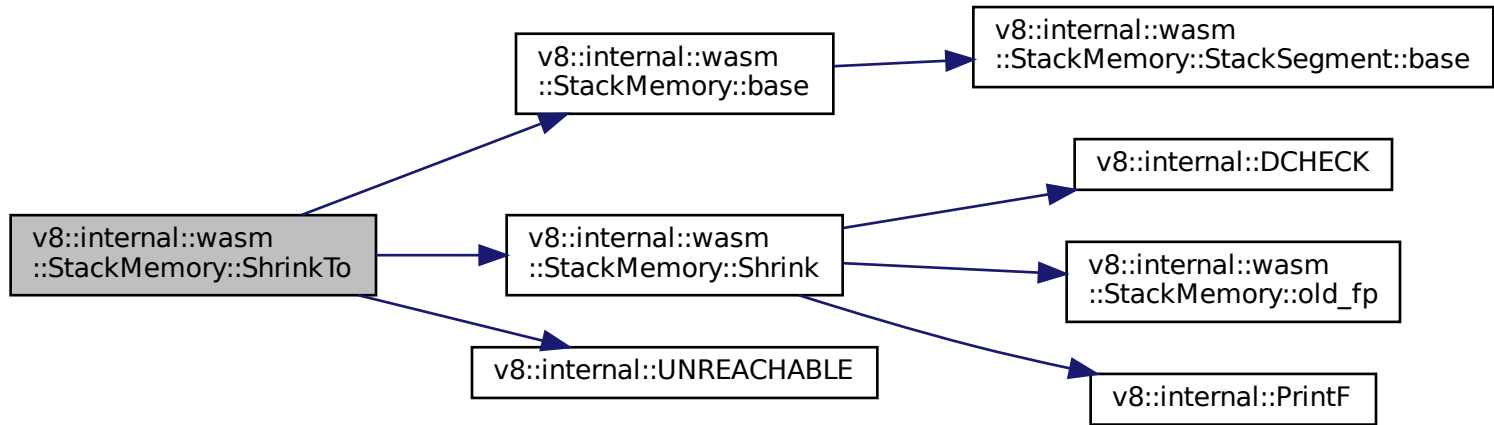 v8::internal::wasm
::StackMemory::ShrinkTo
v8::internal::wasm
::StackMemory::base
v8::internal::wasm
::StackMemory::StackSegment::base
v8::internal::wasm
::StackMemory::Shrink
v8::internal::DCHECK
v8::internal::wasm
::StackMemory::old_fp
v8::internal::PrintF
v8::internal::UNREACHABLE